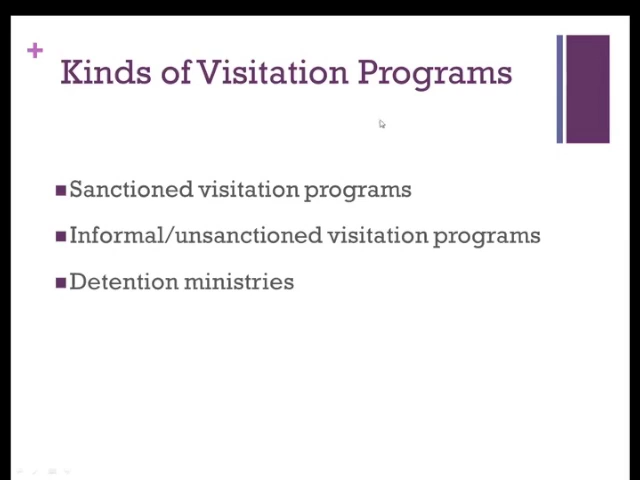 +
Kinds of Visitation Programs
Sanctioned visitation programs
Informal/unsanctioned visitation programs
Detention ministries